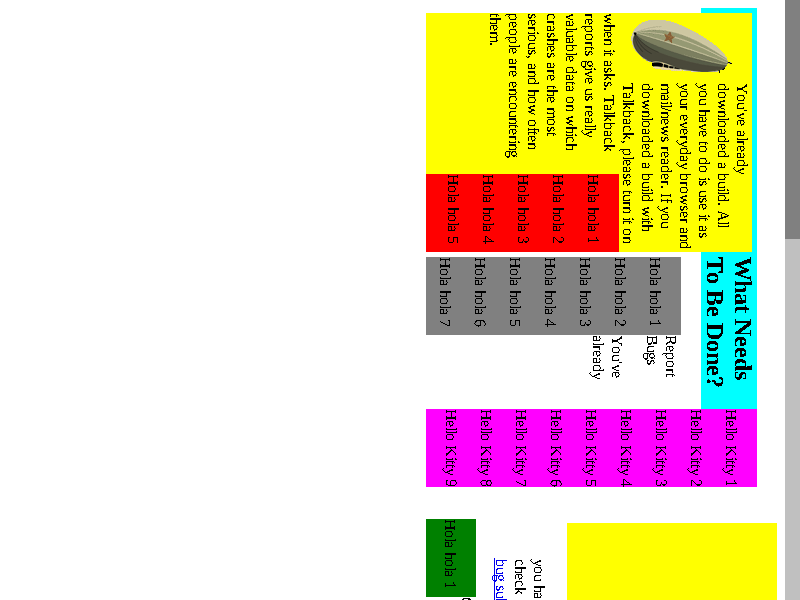 What Needs
To Be Done?
You've already
downloaded a build. All
you have to do is use it as
your everyday browser and
mail/news reader. If you
downloaded a build with
Talkback, please turn it on
when it asks. Talkback
reports give us really
valuable data on which
crashes are the most
serious, and how often
people are encountering
them.
Hola hola 1
Hola hola 2
Hola hola 3
Hola hola 4
Hola hola 5
Hola hola 1
Hola hola 2
Hola hola 3
Hola hola 4
Hola hola 5
Hola hola 6
Hola hola 7
Report
Bugs
You've
already
Hello Kitty 1
Hello Kitty 2
Hello Kitty 3
Hello Kitty 4
Hello Kitty 5
Hello Kitty 6
Hello Kitty 7
Hello Kitty 8
Hello Kitty 9
you ha
check
bug sul
Hola hola 1